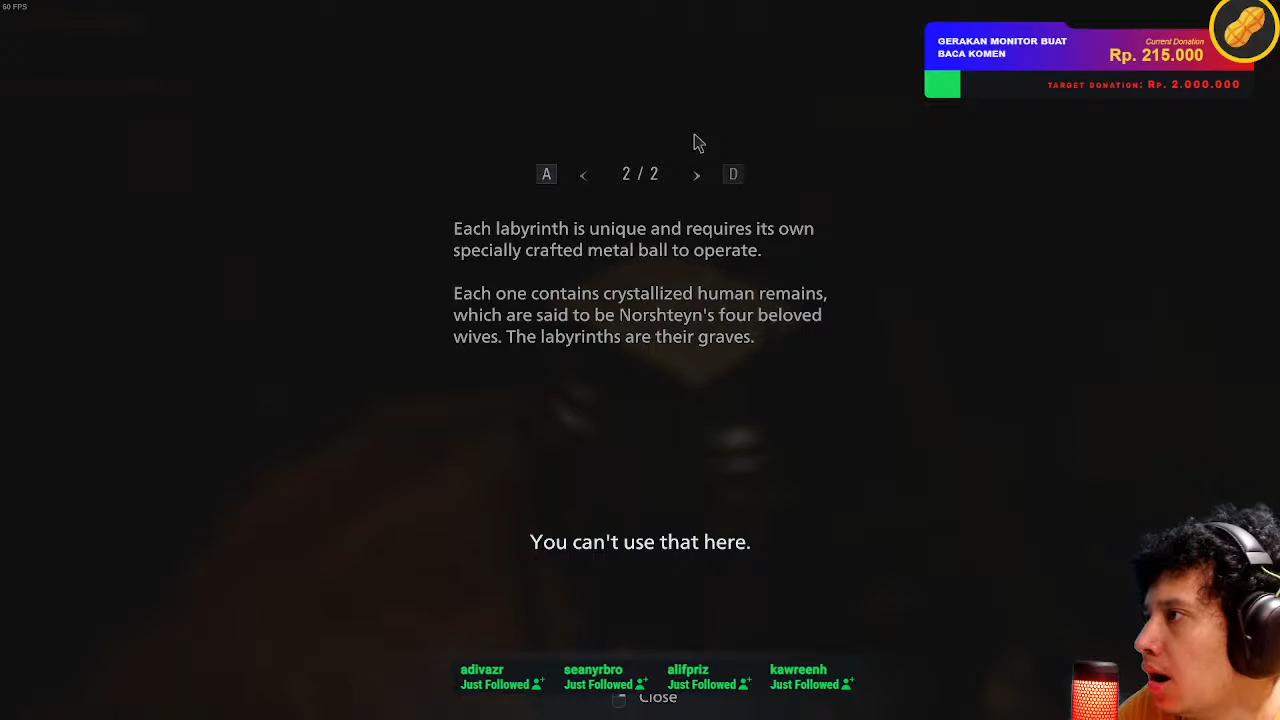 60 FPS
GERAKAN MONITOR BUAT
BACA KOMEN
Current Donation
Rp. 215.000
TARGET DONATION: Rp. 2.000.000
A < 2 / 2 > D
Each labyrinth is unique and requires its own
specially crafted metal ball to operate.
Each one contains crystallized human remains,
which are said to be Norshteyn's four beloved
wives. The labyrinths are their graves.
You can't use that here.
adivazr seanyrbro alifpriz kawreenh
Just Followed Just Followed Just Followed Just Followed
Close